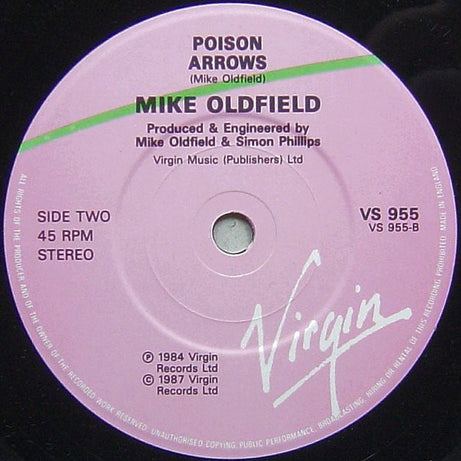 POISON
ARROWS
(Mike Oldfield)
MIKE OLDFIELD
Produced & Engineered by
Mike Oldfield & Simon Phillips
Virgin Music (Publishers) Ltd
SIDE TWO
45 RPM
STEREO
VS 955
VS 955-B
Ⓟ 1984 Virgin
Records Ltd
© 1987 Virgin
Records Ltd
Virgin
ALL RIGHTS OF THE PRODUCER AND OF THE OWNER OF THE RECORDED WORK RESERVED. UNAUTHORISED COPYING, PUBLIC PERFORMANCE, BROADCASTING, HIRING OR RENTAL OF THIS RECORDING PROHIBITED. MADE IN ENGLAND